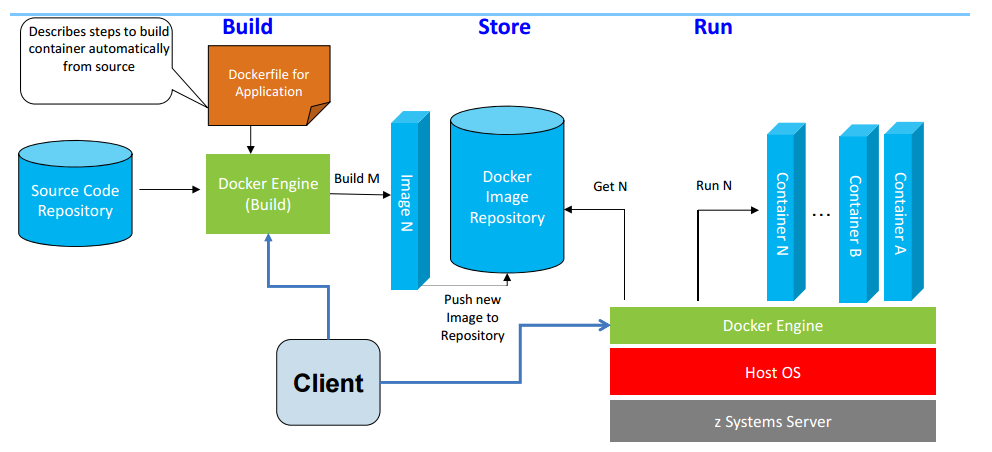 Build
Store
Run
Describes steps to build
container automatically
from source
Dockerfile for
Application
Source Code
Repository
Docker Engine
(Build)
Build M
Image N
Docker
Image
Repository
Push new
Image to
Repository
Get N
Run N
Container N
...
Container B
Container A
Docker Engine
Host OS
z Systems Server
Client